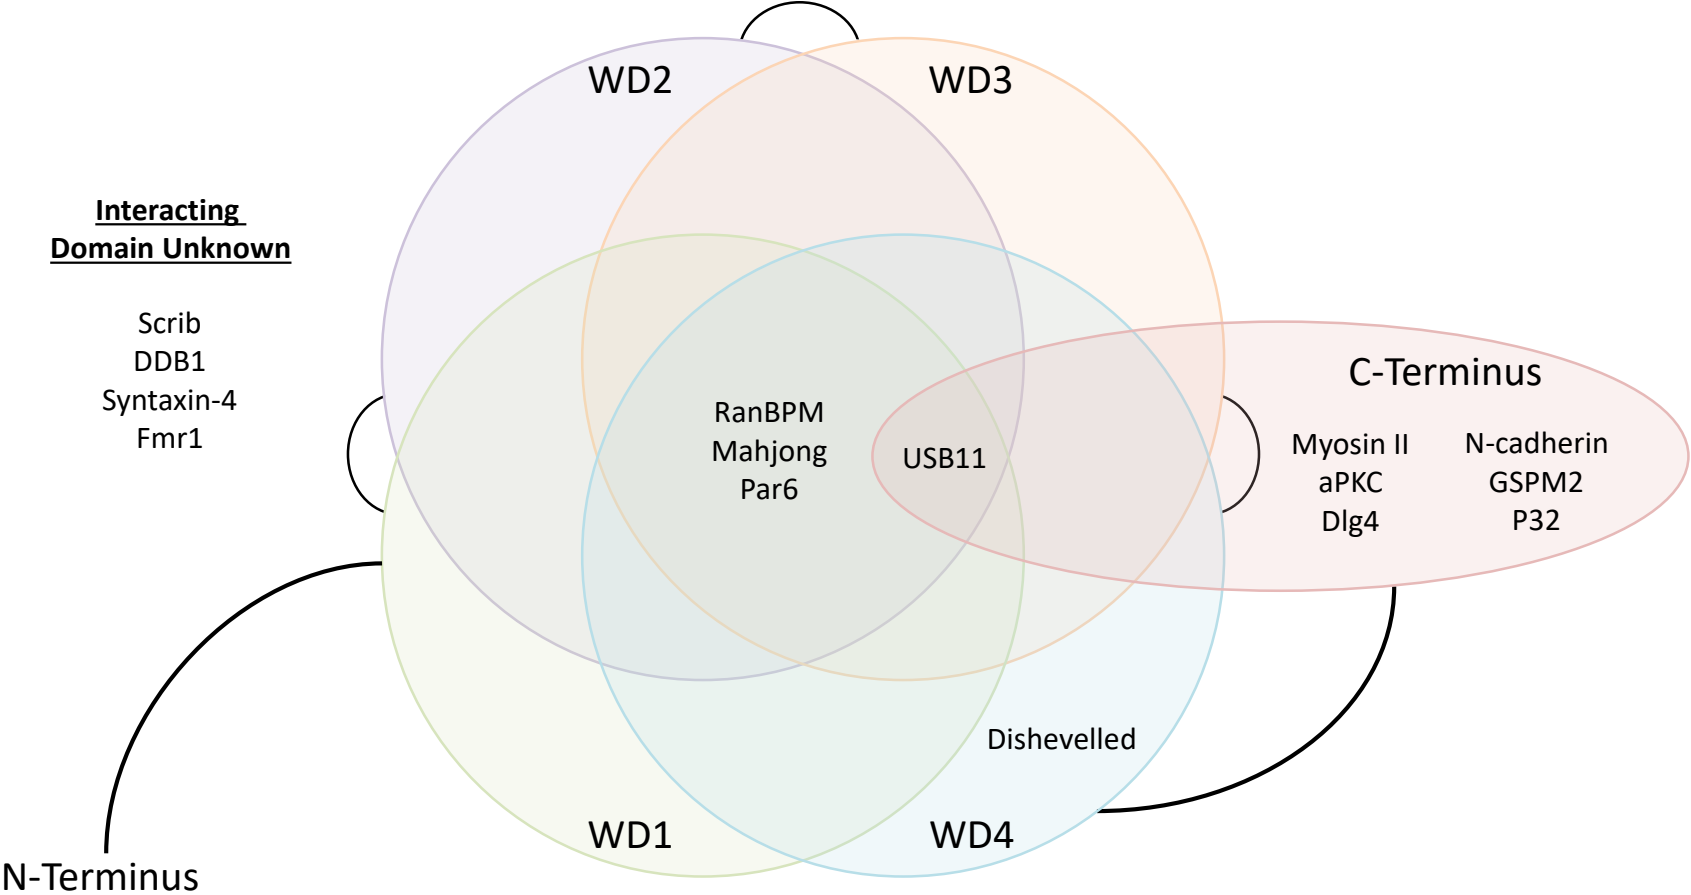 WD2
WD3
Interacting
Domain Unknown
Scrib
DDB1
Syntaxin-4
Fmr1
RanBPM
Mahjong
Par6
USB11
C-Terminus
Myosin II
aPKC
Dlg4
N-cadherin
GSPM2
P32
Dishevelled
WD1
WD4
N-Terminus